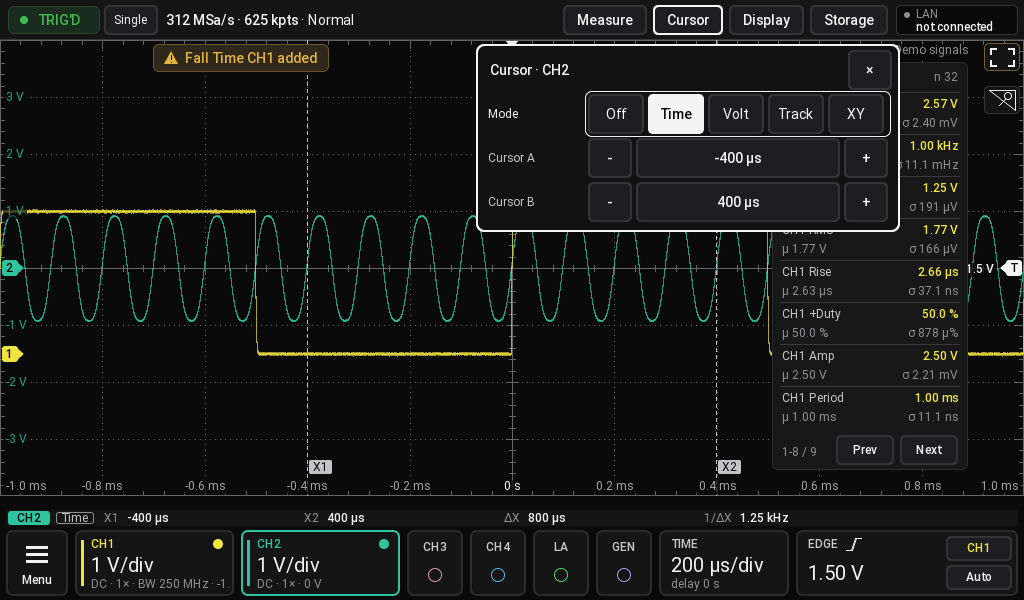 TRIG'D
Single
312 MSa/s · 625 kpts · Normal
Measure
Cursor
Display
Storage
LAN
not connected
Fall Time CH1 added
emo signals
Cursor · CH2
×
Mode
Off
Time
Volt
Track
XY
Cursor A
-
-400 µs
+
Cursor B
-
400 µs
+
n 32
2.57 V
σ 2.40 mV
1.00 kHz
σ 11.1 mHz
1.25 V
σ 191 µV
1.77 V
µ 1.77 V
σ 166 µV
CH1 Rise
2.66 µs
µ 2.63 µs
σ 37.1 ns
CH1 +Duty
50.0 %
µ 50.0 %
σ 878 µ%
CH1 Amp
2.50 V
µ 2.50 V
σ 2.21 mV
CH1 Period
1.00 ms
µ 1.00 ms
σ 11.1 ns
1-8 / 9
Prev
Next
3 V
2 V
1 V
2
-1 V
1
-2 V
-3 V
1.5 V
T
X1
X2
-1.0 ms
-0.8 ms
-0.6 ms
-0.4 ms
-0.2 ms
0 s
0.2 ms
0.4 ms
0.6 ms
0.8 ms
1.0 ms
CH2
Time
X1 -400 µs
X2 400 µs
ΔX 800 µs
1/ΔX 1.25 kHz
Menu
CH1
1 V/div
DC · 1× · BW 250 MHz · -1.
CH2
1 V/div
DC · 1× · 0 V
CH3
CH4
LA
GEN
TIME
200 µs/div
delay 0 s
EDGE
1.50 V
CH1
Auto